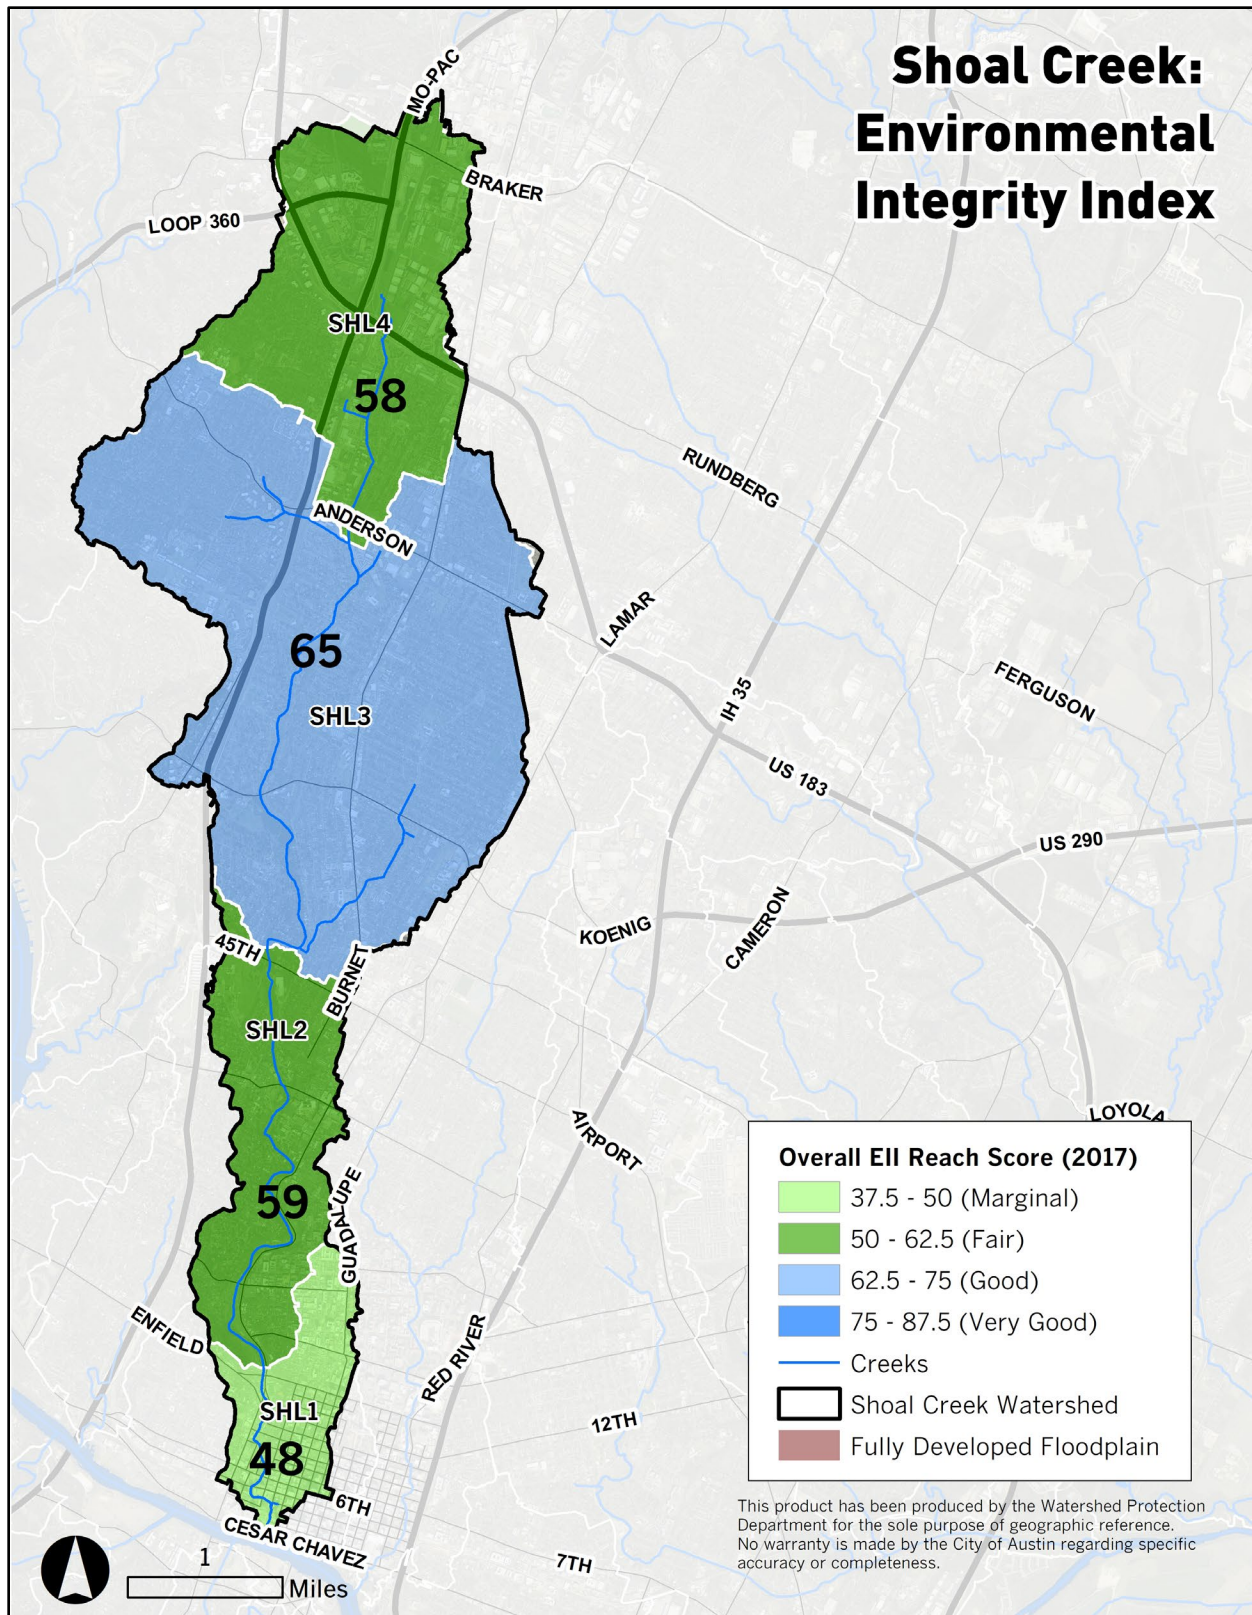 Shoal Creek:
Environmental
Integrity Index
MO-PAC
BRAKER
LOOP 360
SHL4
58
RUNDBERG
ANDERSON
LAMAR
65
SHL3
FERGUSON
IH 35
US 183
US 290
KOENIG
CAMERON
45TH
BURNET
SHL2
AIRPORT
LOYOLA
59
GUADALUPE
ENFIELD
RED RIVER
SHL1
48
12TH
6TH
CESAR CHAVEZ
7TH
1
Miles
Overall EII Reach Score (2017)
37.5 - 50 (Marginal)
50 - 62.5 (Fair)
62.5 - 75 (Good)
75 - 87.5 (Very Good)
Creeks
Shoal Creek Watershed
Fully Developed Floodplain
This product has been produced by the Watershed Protection
Department for the sole purpose of geographic reference.
No warranty is made by the City of Austin regarding specific
accuracy or completeness.